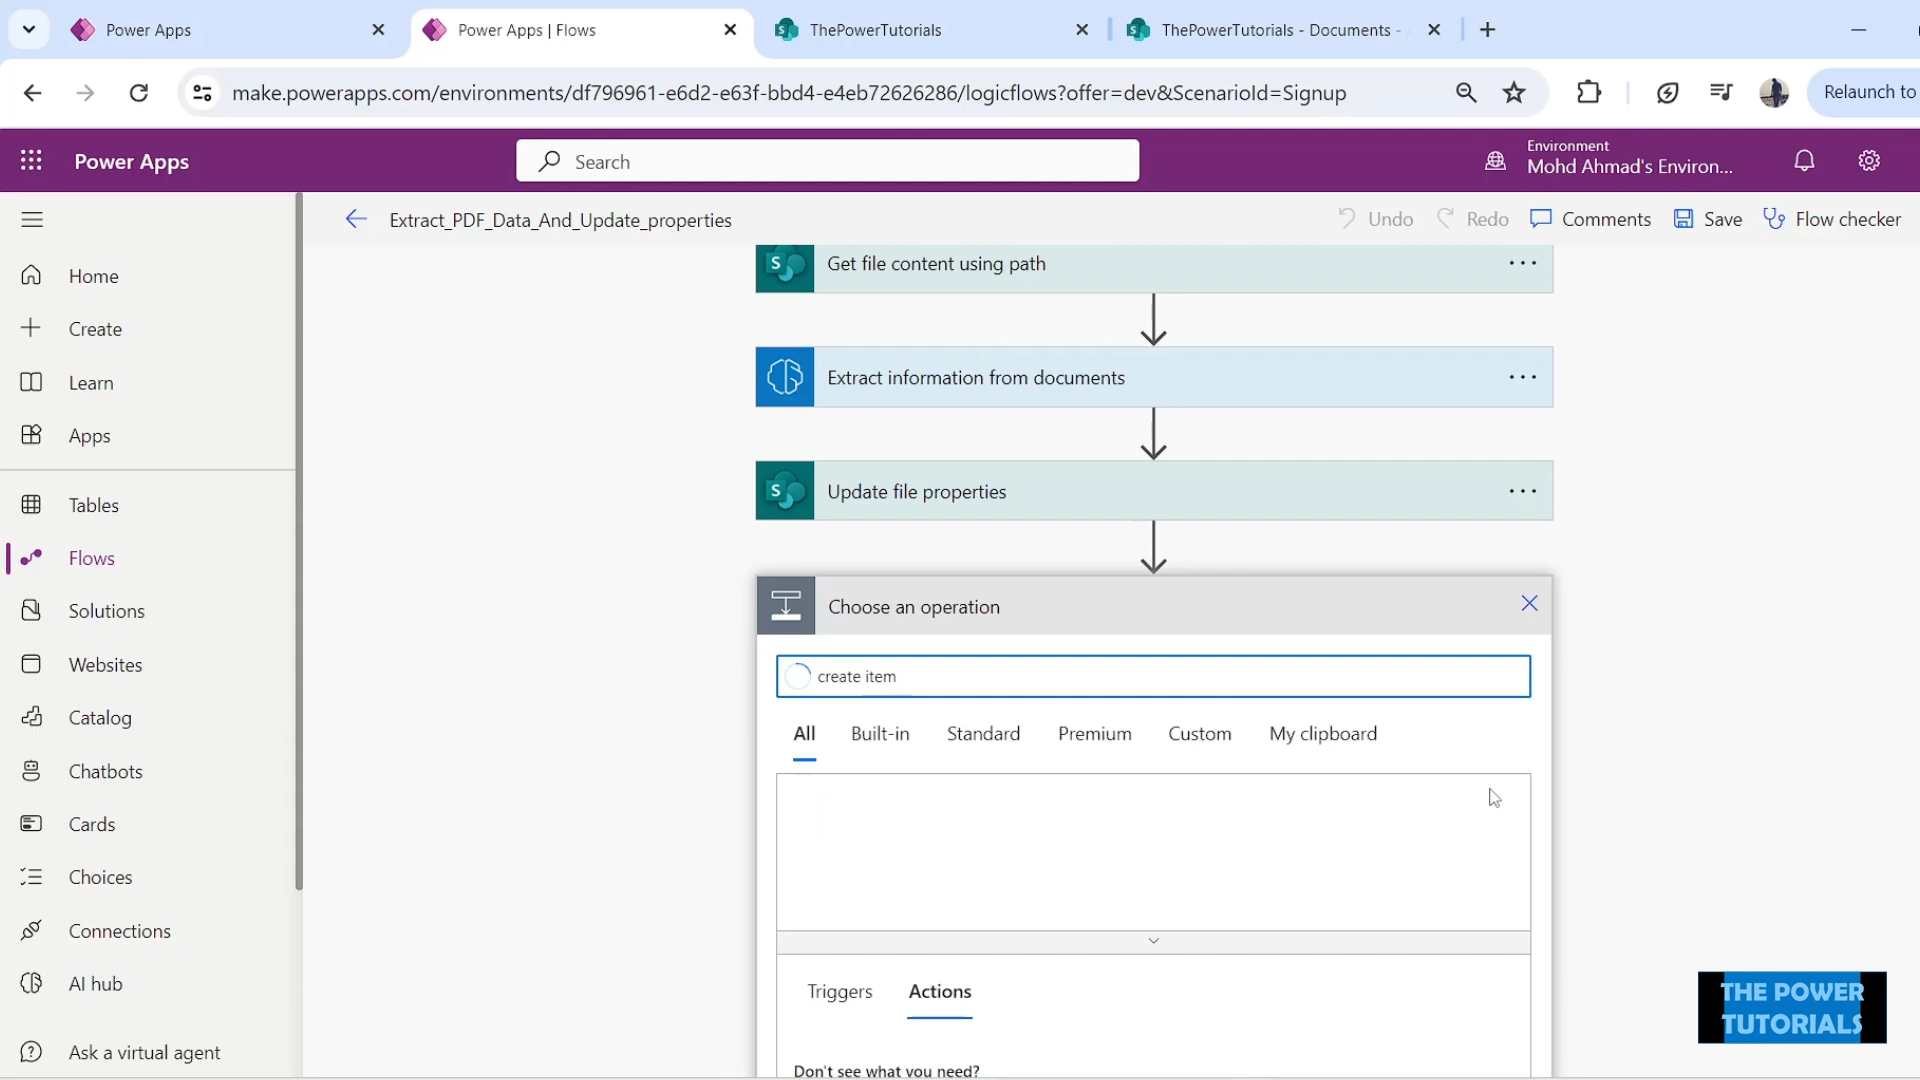 Power Apps
Power Apps | Flows
ThePowerTutorials
ThePowerTutorials - Documents -
make.powerapps.com/environments/df796961-e6d2-e63f-bbd4-e4eb72626286/logicflows?offer=dev&ScenarioId=Signup
Relaunch to
Power Apps
Search
Environment
Mohd Ahmad's Environ...
Extract_PDF_Data_And_Update_properties
Undo
Redo
Comments
Save
Flow checker
Home
Create
Learn
Apps
Tables
Flows
Solutions
Websites
Catalog
Chatbots
Cards
Choices
Connections
AI hub
Ask a virtual agent
Get file content using path
Extract information from documents
Update file properties
Choose an operation
create item
All
Built-in
Standard
Premium
Custom
My clipboard
Triggers
Actions
Don't see what you need?
THE POWER
TUTORIALS